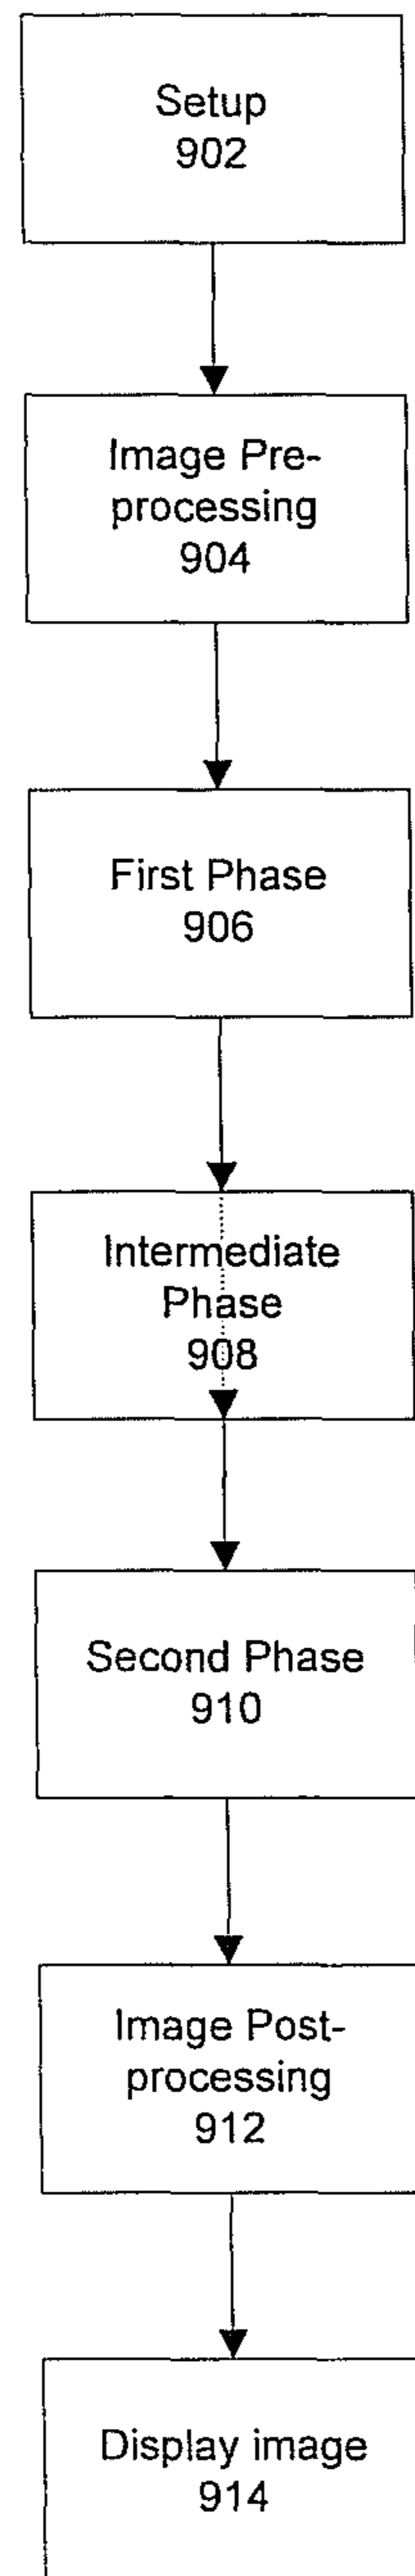 Setup
902
Image Pre-
processing
904
First Phase
906
Intermediate
Phase
908
Second Phase
910
Image Post-
processing
912
Display image
914